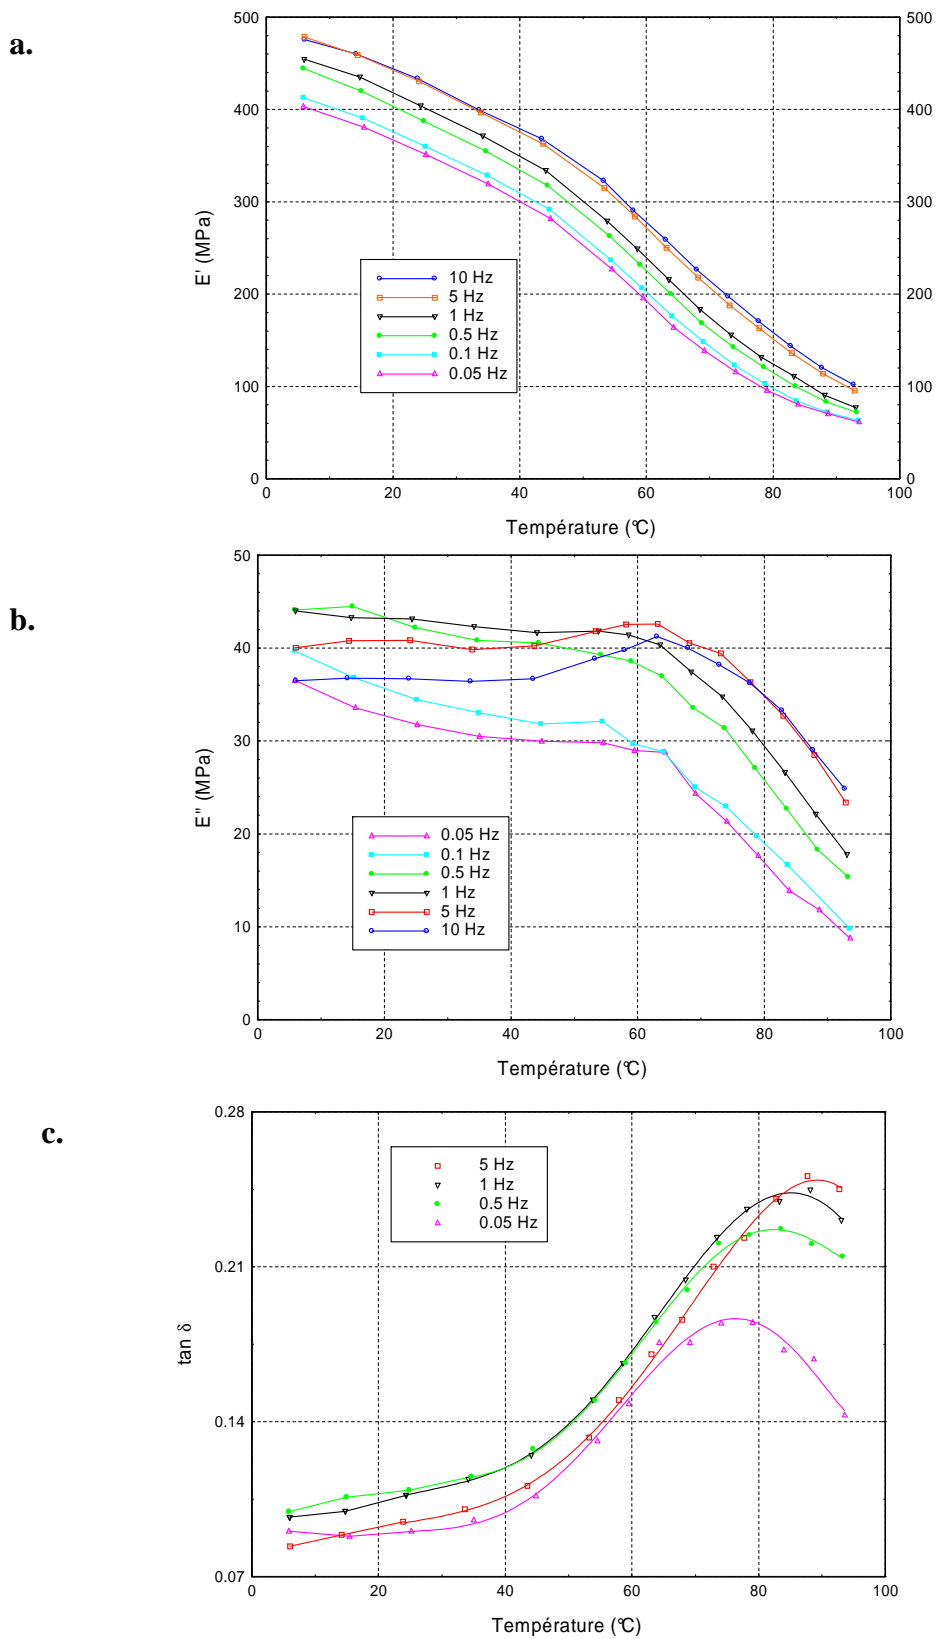 a.
500
400
300
200
100
0
500
400
300
200
100
0
E' (MPa)
10 Hz
5 Hz
1 Hz
0.5 Hz
0.1 Hz
0.05 Hz
0 20 40 60 80 100
Température (°C)
b.
50
40
30
20
10
0
E" (MPa)
0.05 Hz
0.1 Hz
0.5 Hz
1 Hz
5 Hz
10 Hz
0 20 40 60 80 100
Température (°C)
c.
0.28
0.21
0.14
0.07
tan δ
5 Hz
1 Hz
0.5 Hz
0.05 Hz
0 20 40 60 80 100
Température (°C)